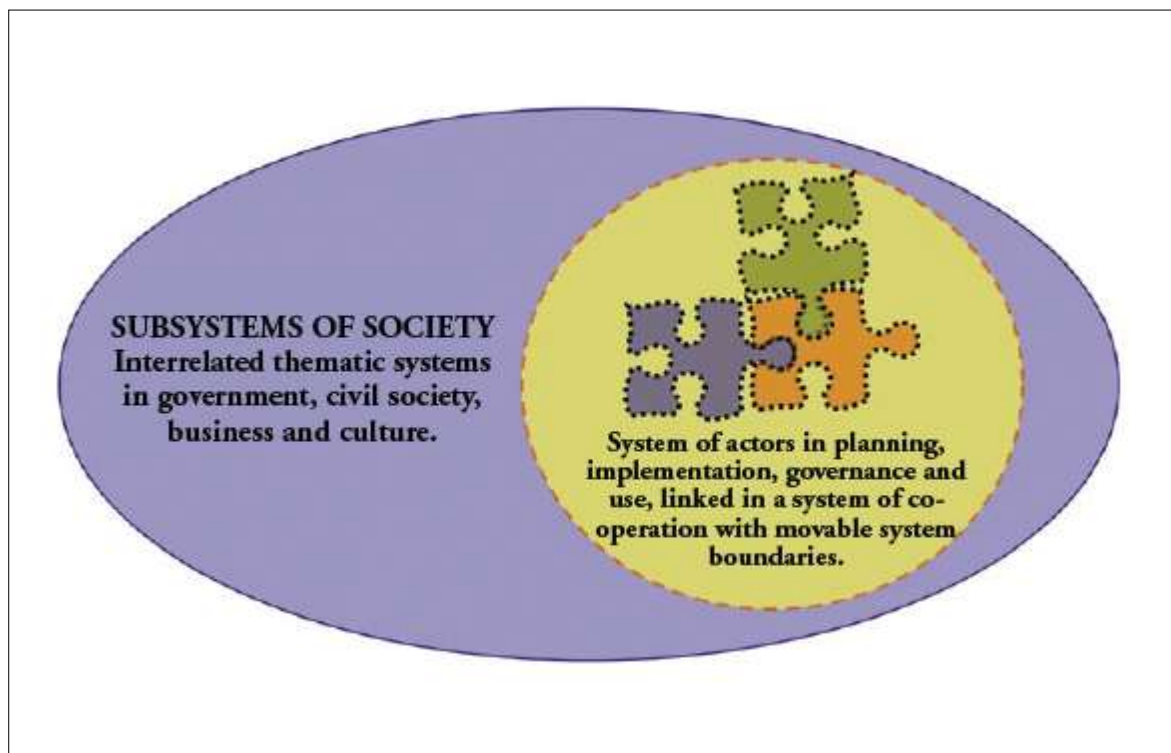 SUBSYSTEMS OF SOCIETY
Interrelated thematic systems
in government, civil society,
business and culture.
System of actors in planning,
implementation, governance and
use, linked in a system of co-
operation with movable system
boundaries.